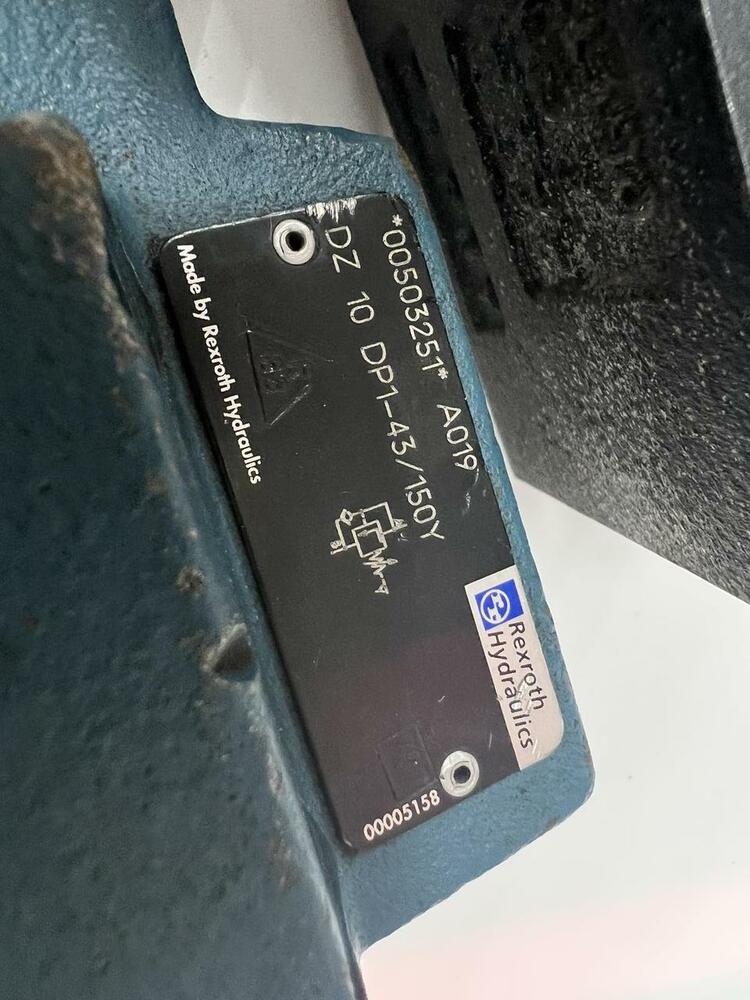 *00503251* A019
DZ 10 DP1-43/150Y
Made by Rexroth Hydraulics
Rexroth
Hydraulics
00005158